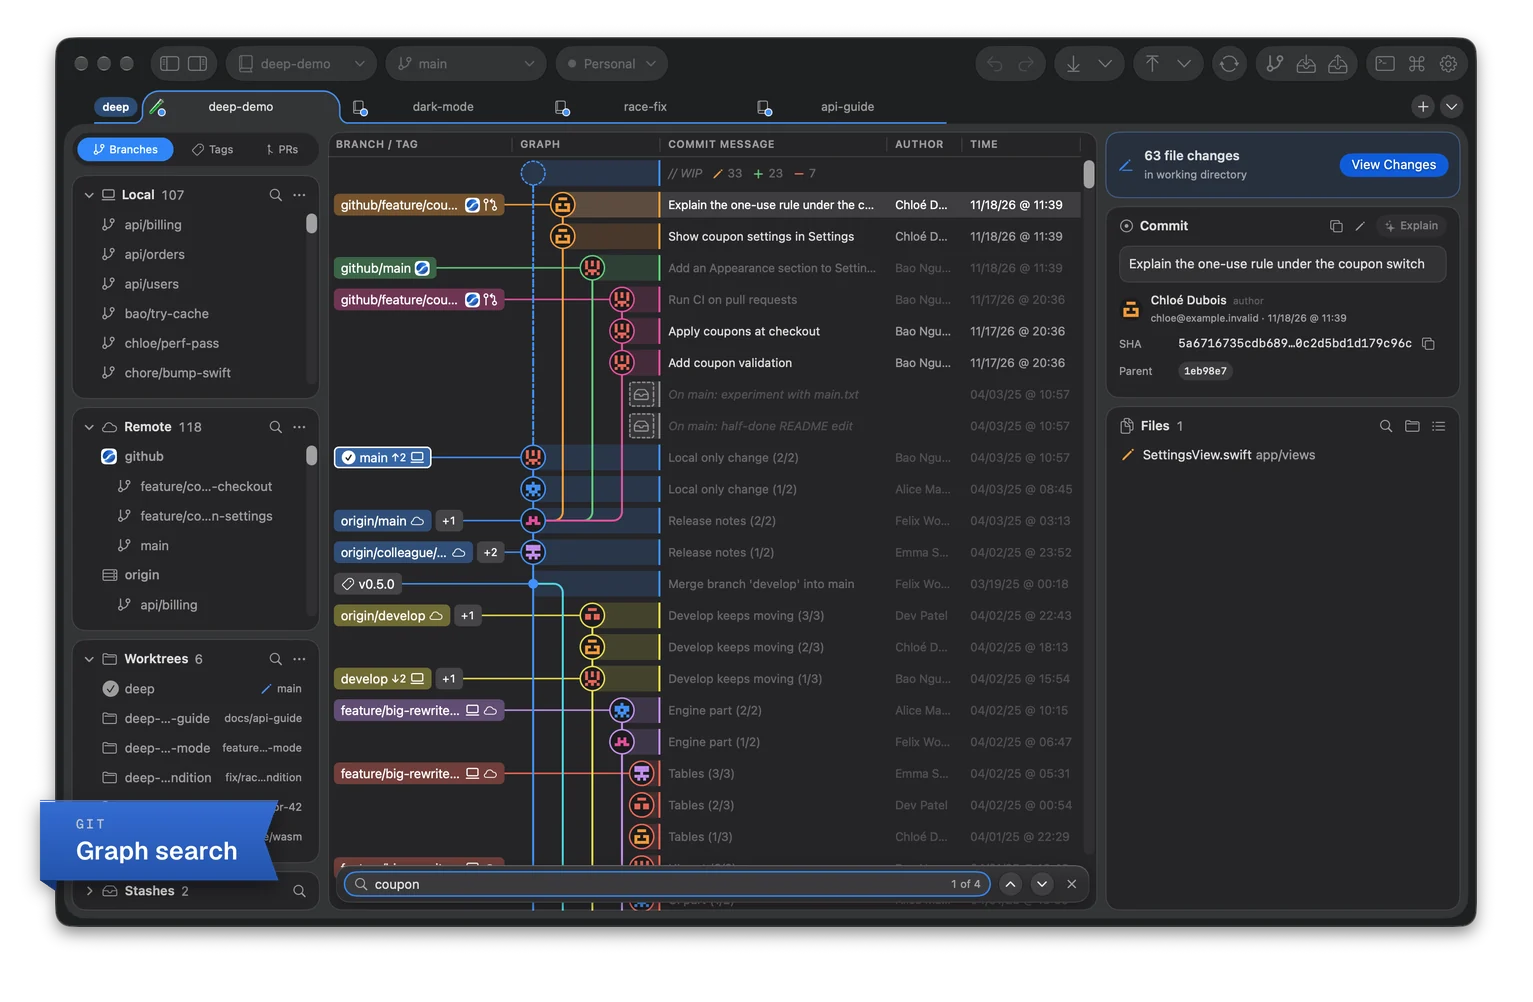 deep-demo
main
Personal
deep
deep-demo
dark-mode
race-fix
api-guide
Branches
Tags
PRs
Local 107
api/billing
api/orders
api/users
bao/try-cache
chloe/perf-pass
chore/bump-swift
Remote 118
github
feature/co...-checkout
feature/co...n-settings
main
origin
api/billing
Worktrees 6
deep main
deep-...-guide docs/api-guide
deep-...-mode feature...-mode
deep-...ndition fix/rac...ndition
or-42
/wasm
Stashes 2
GIT
Graph search
BRANCH / TAG GRAPH COMMIT MESSAGE AUTHOR TIME
// WIP 33 + 23 − 7
github/feature/cou... Explain the one-use rule under the c... Chloé D... 11/18/26 @ 11:39
Show coupon settings in Settings Chloé D... 11/18/26 @ 11:39
github/main Add an Appearance section to Settin... Bao Ngu... 11/18/26 @ 11:39
github/feature/cou... Run CI on pull requests Bao Ngu... 11/17/26 @ 20:36
Apply coupons at checkout Bao Ngu... 11/17/26 @ 20:36
Add coupon validation Bao Ngu... 11/17/26 @ 20:36
On main: experiment with main.txt 04/03/25 @ 10:57
On main: half-done README edit 04/03/25 @ 10:57
main ↑2 Local only change (2/2) Bao Ngu... 04/03/25 @ 10:57
Local only change (1/2) Alice Ma... 04/03/25 @ 08:45
origin/main +1 Release notes (2/2) Felix Wo... 04/03/25 @ 03:13
origin/colleague/... +2 Release notes (1/2) Emma S... 04/02/25 @ 23:52
v0.5.0 Merge branch 'develop' into main Felix Wo... 03/19/25 @ 00:18
origin/develop +1 Develop keeps moving (3/3) Dev Patel 04/02/25 @ 22:43
Develop keeps moving (2/3) Chloé D... 04/02/25 @ 18:13
develop ↓2 +1 Develop keeps moving (1/3) Bao Ngu... 04/02/25 @ 15:54
feature/big-rewrite... Engine part (2/2) Alice Ma... 04/02/25 @ 10:15
Engine part (1/2) Felix Wo... 04/02/25 @ 06:47
feature/big-rewrite... Tables (3/3) Emma S... 04/02/25 @ 05:31
Tables (2/3) Dev Patel 04/02/25 @ 00:54
Tables (1/3) Chloé D... 04/01/25 @ 22:29
coupon 1 of 4
63 file changes
in working directory
View Changes
Commit
Explain
Explain the one-use rule under the coupon switch
Chloé Dubois author
chloe@example.invalid · 11/18/26 @ 11:39
SHA 5a6716735cdb689…0c2d5bd1d179c96c
Parent 1eb98e7
Files 1
SettingsView.swift app/views